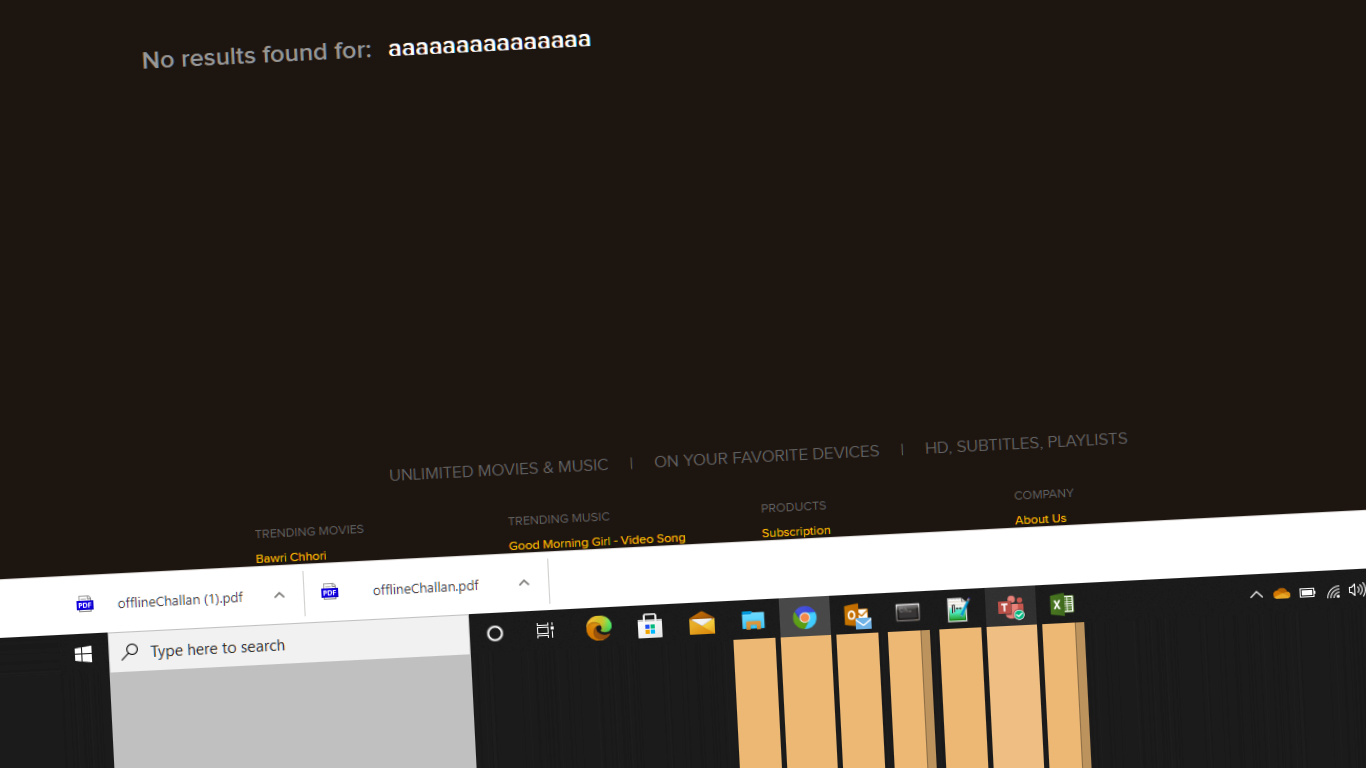 No results found for: aaaaaaaaaaaaaaa
UNLIMITED MOVIES & MUSIC | ON YOUR FAVORITE DEVICES | HD, SUBTITLES, PLAYLISTS
TRENDING MOVIES
Bawri Chhori
TRENDING MUSIC
Good Morning Girl - Video Song
PRODUCTS
Subscription
COMPANY
About Us
PDF offlineChallan (1).pdf
PDF offlineChallan.pdf
Type here to search